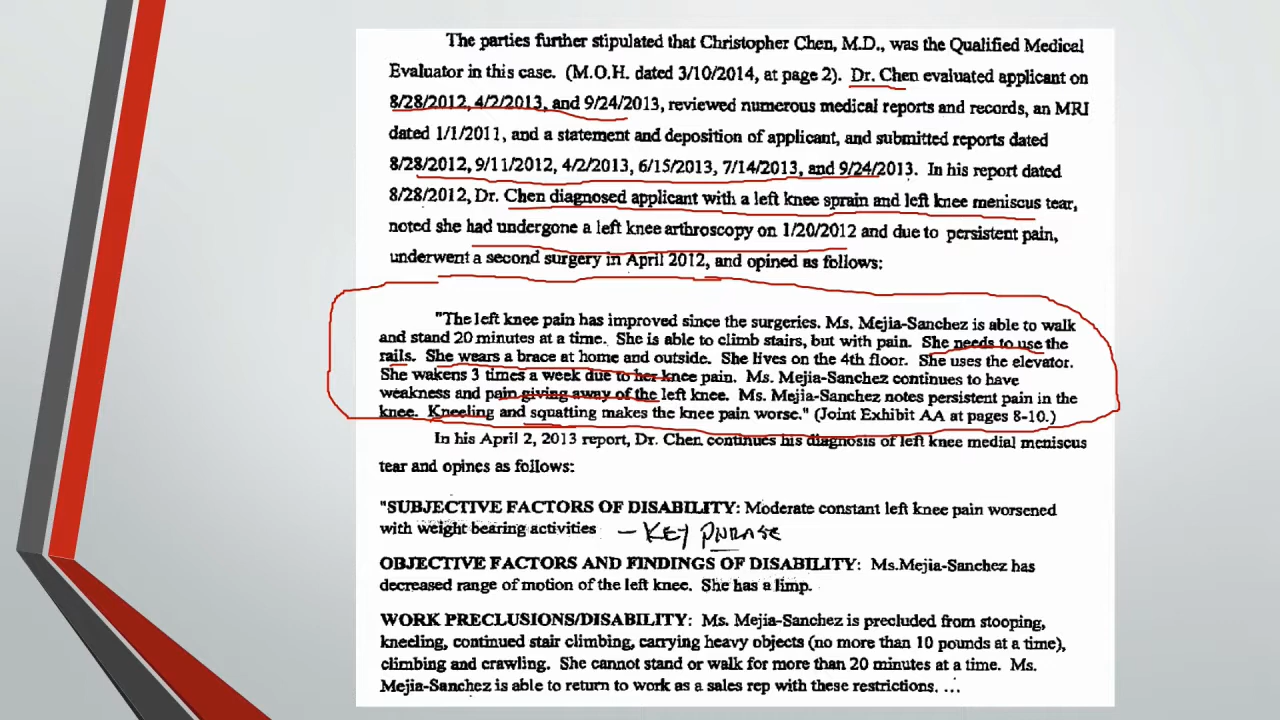 The parties further stipulated that Christopher Chen, M.D., was the Qualified Medical
Evaluator in this case. (M.O.H. dated 3/10/2014, at page 2). Dr. Chen evaluated applicant on
8/28/2012, 4/2/2013, and 9/24/2013, reviewed numerous medical reports and records, an MRI
dated 1/1/2011, and a statement and deposition of applicant, and submitted reports dated
8/28/2012, 9/11/2012, 4/2/2013, 6/15/2013, 7/14/2013, and 9/24/2013. In his report dated
8/28/2012, Dr. Chen diagnosed applicant with a left knee sprain and left knee meniscus tear,
noted she had undergone a left knee arthroscopy on 1/20/2012 and due to persistent pain,
underwent a second surgery in April 2012, and opined as follows:
"The left knee pain has improved since the surgeries. Ms. Mejia-Sanchez is able to walk
and stand 20 minutes at a time. She is able to climb stairs, but with pain. She needs to use the
rails. She wears a brace at home and outside. She lives on the 4th floor. She uses the elevator.
She wakens 3 times a week due to her knee pain. Ms. Mejia-Sanchez continues to have
weakness and pain giving away of the left knee. Ms. Mejia-Sanchez notes persistent pain in the
knee. Kneeling and squatting makes the knee pain worse." (Joint Exhibit AA at pages 8-10.)
In his April 2, 2013 report, Dr. Chen continues his diagnosis of left knee medial meniscus
tear and opines as follows:
"SUBJECTIVE FACTORS OF DISABILITY: Moderate constant left knee pain worsened
with weight bearing activities – KEY PHRASE
OBJECTIVE FACTORS AND FINDINGS OF DISABILITY: Ms.Mejia-Sanchez has
decreased range of motion of the left knee. She has a limp.
WORK PRECLUSIONS/DISABILITY: Ms. Mejia-Sanchez is precluded from stooping,
kneeling, continued stair climbing, carrying heavy objects (no more than 10 pounds at a time),
climbing and crawling. She cannot stand or walk for more than 20 minutes at a time. Ms.
Mejia-Sanchez is able to return to work as a sales rep with these restrictions. ...